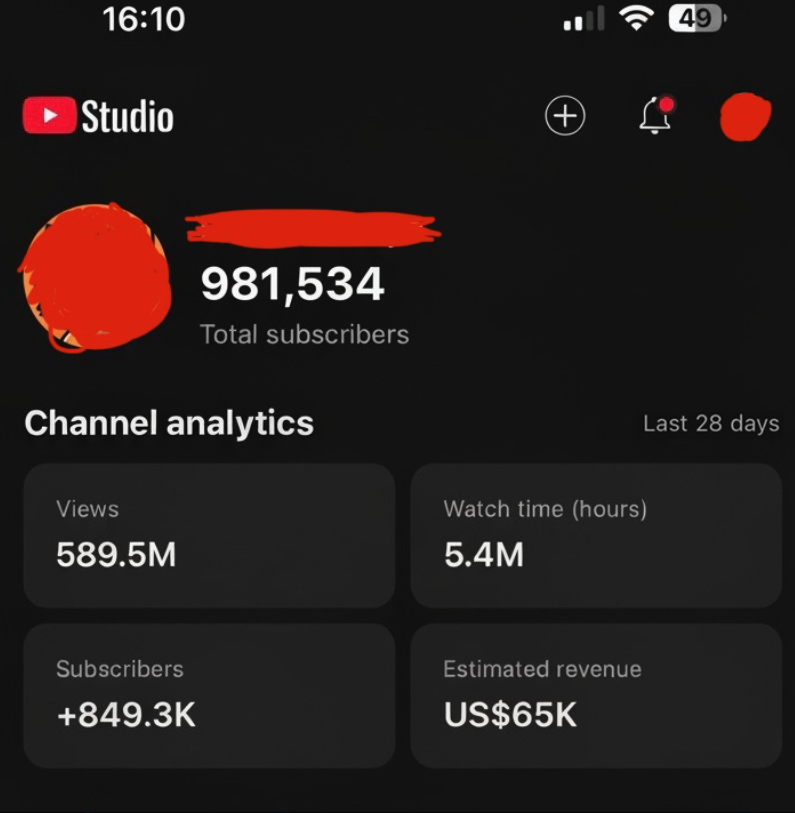 16:10 49
Studio
981,534
Total subscribers
Channel analytics Last 28 days
Views Watch time (hours)
589.5M 5.4M
Subscribers Estimated revenue
+849.3K US$65K